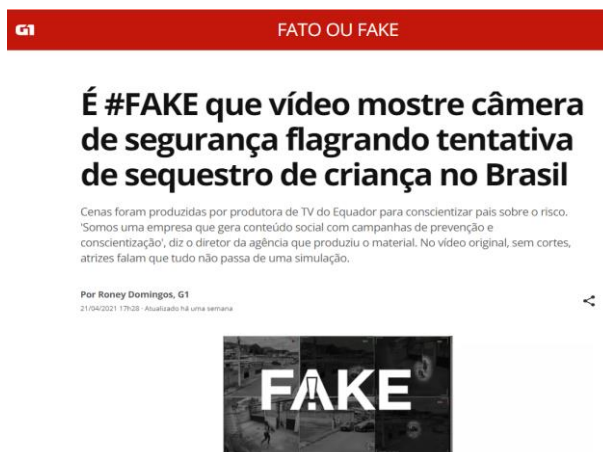 G1
FATO OU FAKE
É #FAKE que vídeo mostre câmera
de segurança flagrando tentativa
de sequestro de criança no Brasil
Cenas foram produzidas por produtora de TV do Equador para conscientizar pais sobre o risco.
'Somos uma empresa que gera conteúdo social com campanhas de prevenção e
conscientização', diz o diretor da agência que produziu o material. No vídeo original, sem cortes,
atrizes falam que tudo não passa de uma simulação.
Por Roney Domingos, G1
21/04/2021 17h28 · Atualizado há uma semana
FAKE